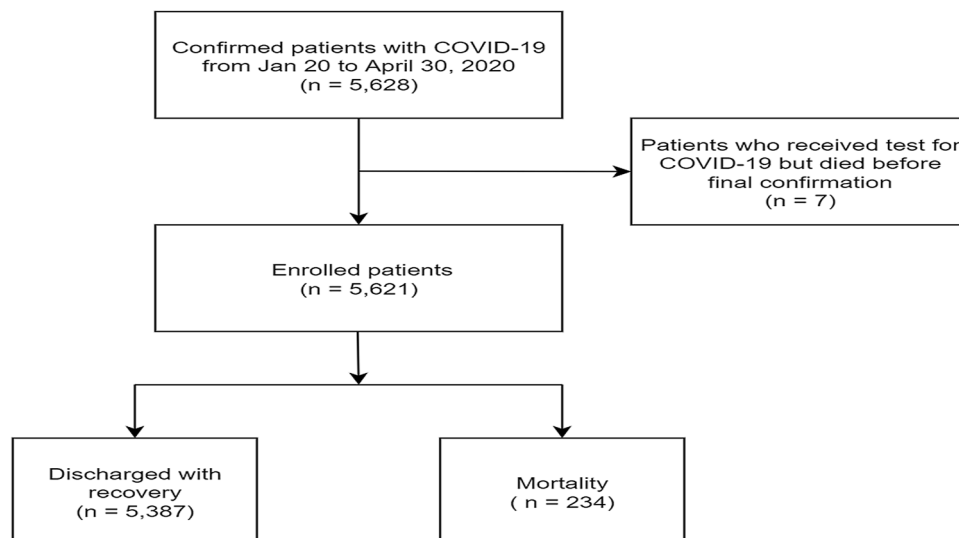 Confirmed patients with COVID-19
from Jan 20 to April 30, 2020
(n = 5,628)
Patients who received test for
COVID-19 but died before
final confirmation
(n = 7)
Enrolled patients
(n = 5,621)
Discharged with
recovery
(n = 5,387)
Mortality
( n = 234)